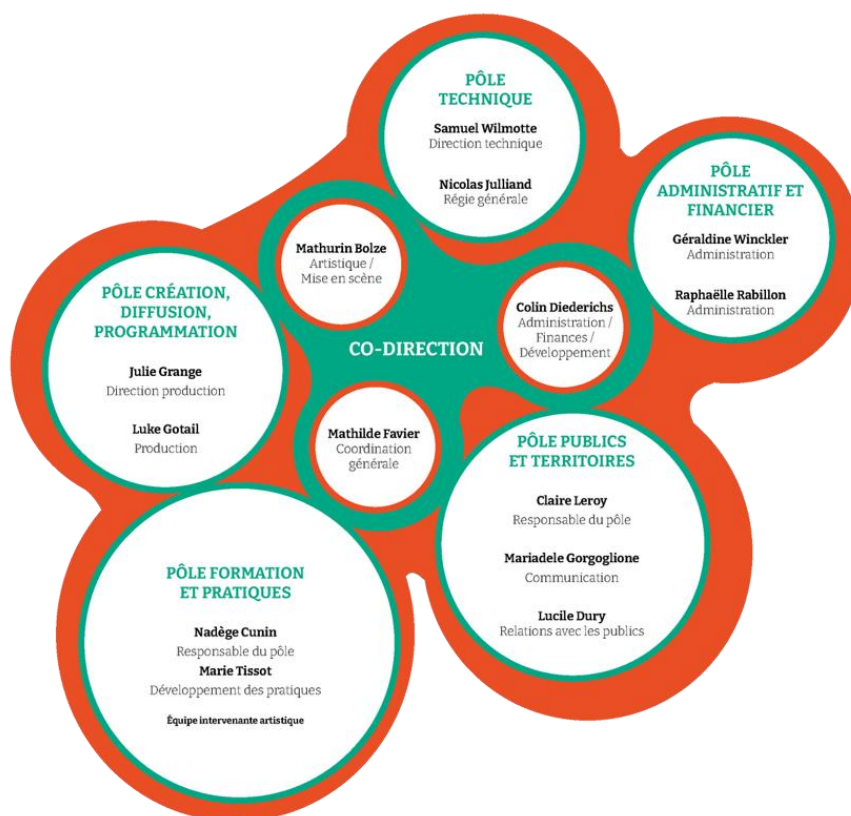 PÔLE
TECHNIQUE
Samuel Wilmotte
Direction technique
Nicolas Julliand
Régie générale
PÔLE
ADMINISTRATIF ET
FINANCIER
Géraldine Winckler
Administration
Raphaëlle Rabillon
Administration
Mathurin Bolze
Artistique /
Mise en scène
Colin Diederichs
Administration /
Finances /
Développement
CO-DIRECTION
Mathilde Favier
Coordination
générale
PÔLE CRÉATION,
DIFFUSION,
PROGRAMMATION
Julie Grange
Direction production
Luke Gotail
Production
PÔLE PUBLICS
ET TERRITOIRES
Claire Leroy
Responsable du pôle
Mariadele Gorgoglione
Communication
Lucile Dury
Relations avec les publics
PÔLE FORMATION
ET PRATIQUES
Nadège Cunin
Responsable du pôle
Marie Tissot
Développement des pratiques
Équipe intervenante artistique